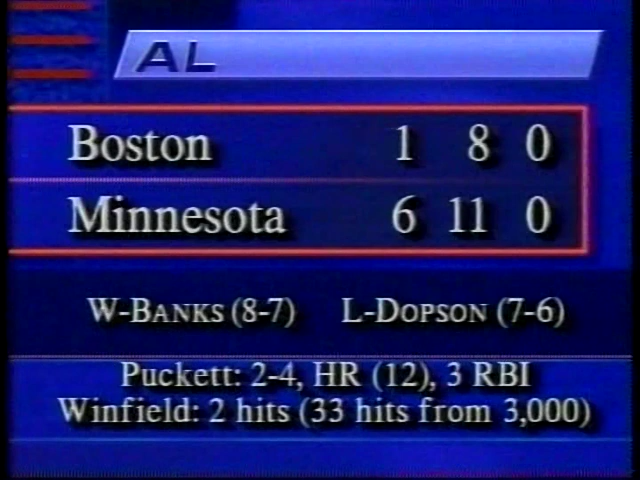 AL
Boston 1 8 0
Minnesota 6 11 0
W-BANKS (8-7) L-DOPSON (7-6)
Puckett: 2-4, HR (12), 3 RBI
Winfield: 2 hits (33 hits from 3,000)